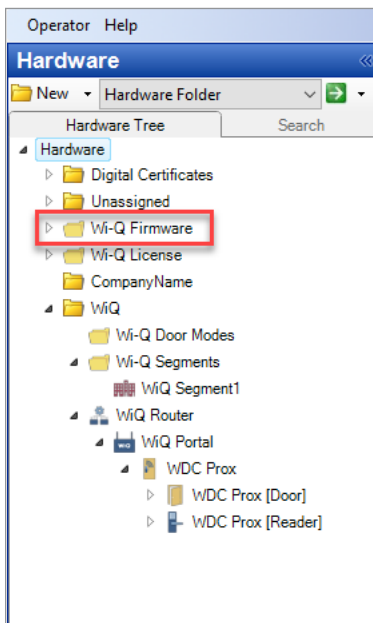 Operator Help
Hardware
New Hardware Folder
Hardware Tree Search
Hardware
Digital Certificates
Unassigned
Wi-Q Firmware
Wi-Q License
CompanyName
WiQ
Wi-Q Door Modes
Wi-Q Segments
WiQ Segment1
WiQ Router
WiQ Portal
WDC Prox
WDC Prox [Door]
WDC Prox [Reader]